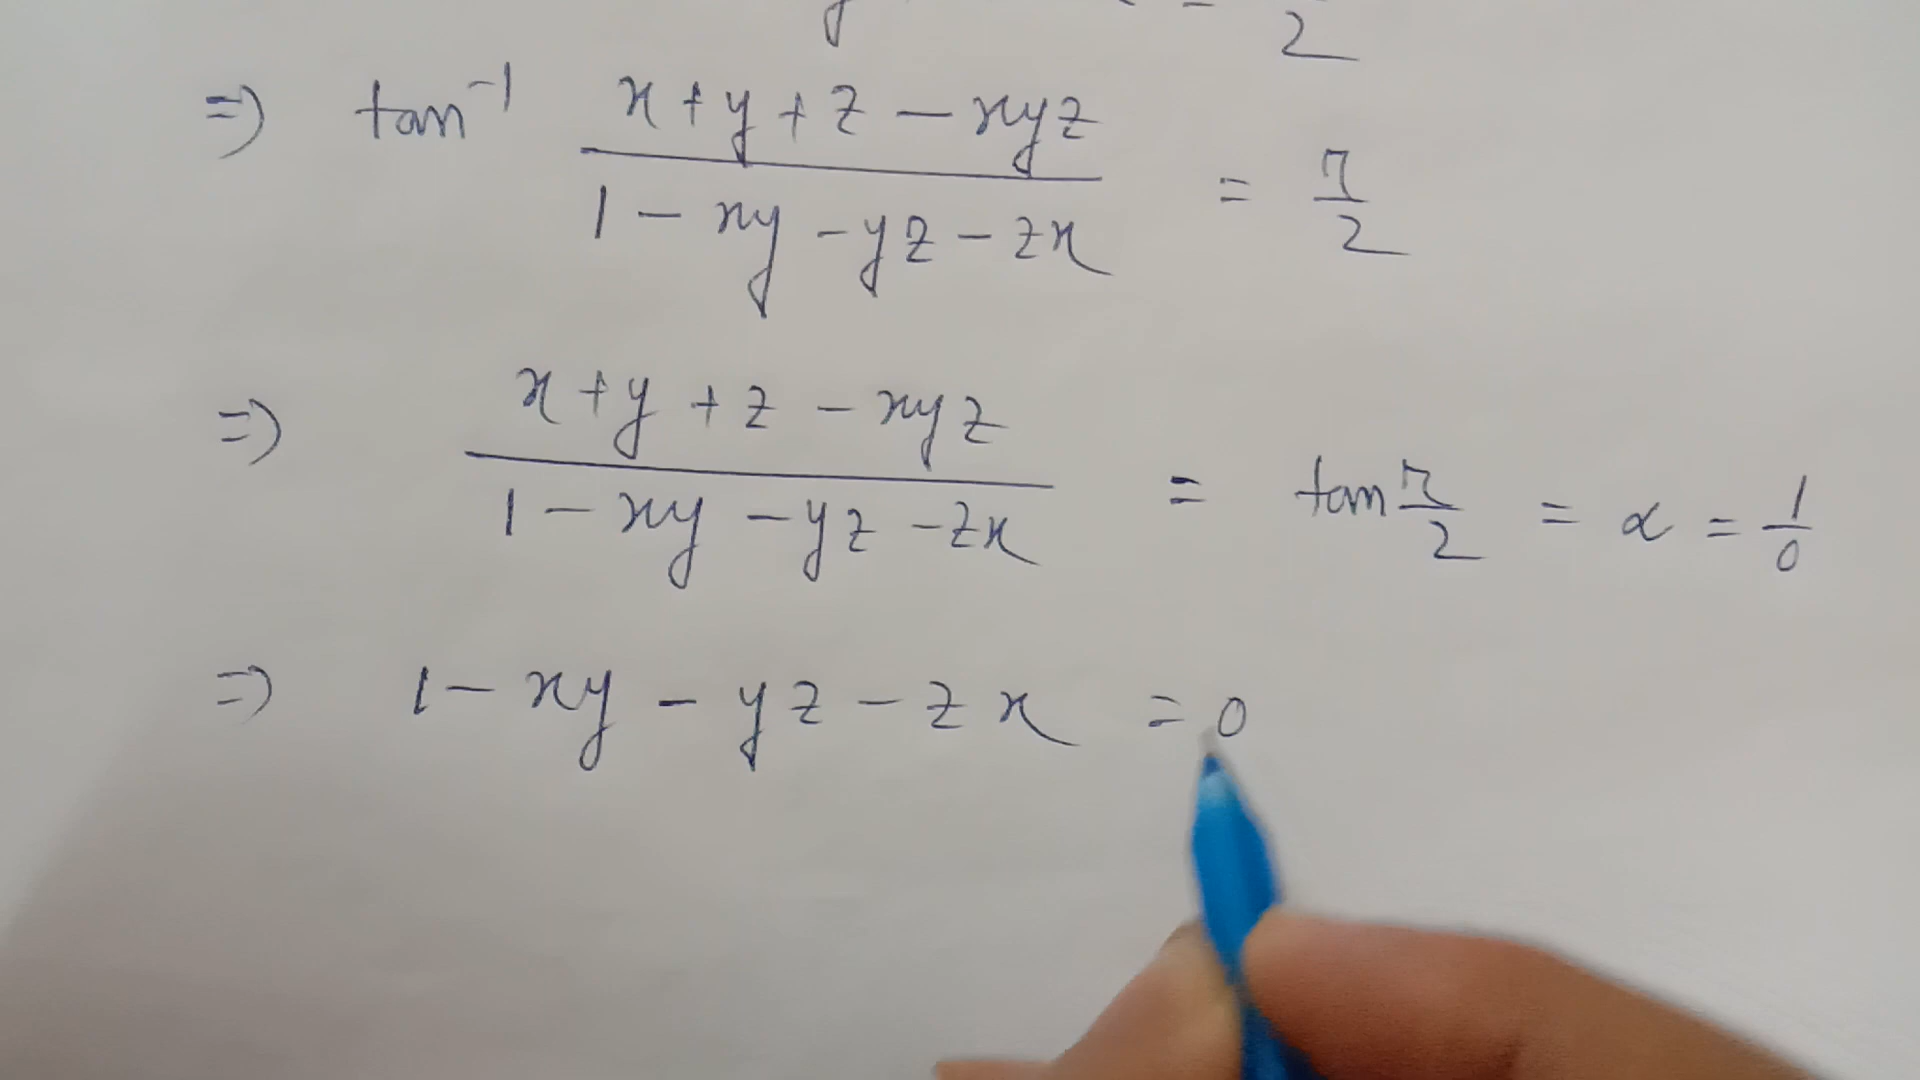 y = 2
=> tan⁻¹ (x + y + z - xyz)/(1 - xy - yz - zx) = π/2
=> (x + y + z - xyz)/(1 - xy - yz - zx) = tan π/2 = α = 1/0
=> 1 - xy - yz - zx = 0